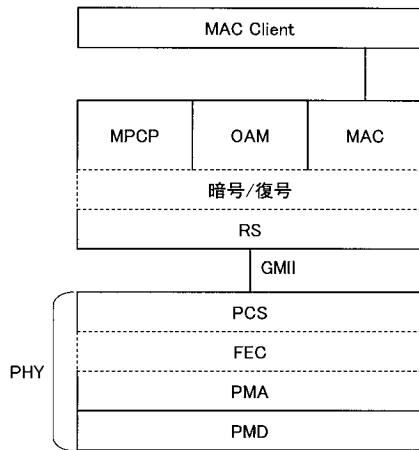 MAC Client
MPCP OAM MAC
暗号/復号
RS
GMII
PCS
FEC
PHY
PMA
PMD